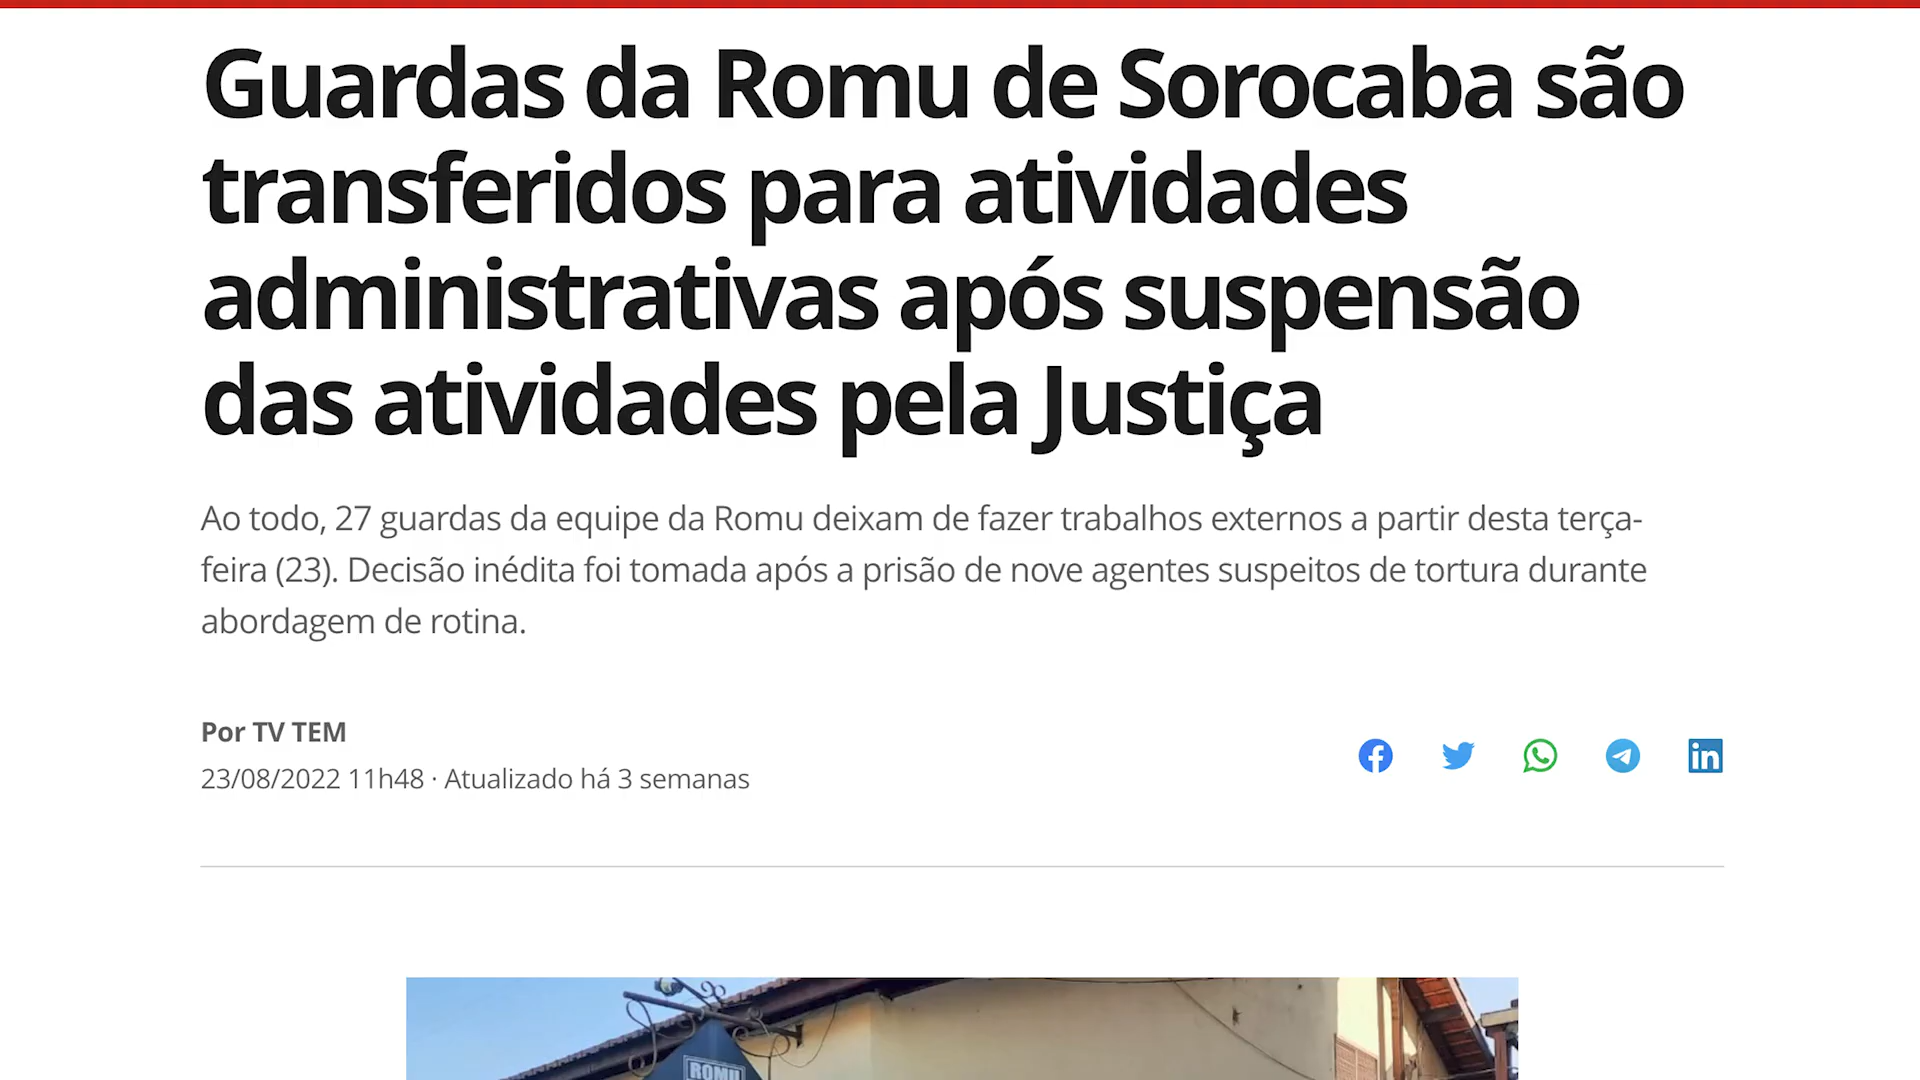 Guardas da Romu de Sorocaba são
transferidos para atividades
administrativas após suspensão
das atividades pela Justiça
Ao todo, 27 guardas da equipe da Romu deixam de fazer trabalhos externos a partir desta terça-
feira (23). Decisão inédita foi tomada após a prisão de nove agentes suspeitos de tortura durante
abordagem de rotina.
Por TV TEM
23/08/2022 11h48 · Atualizado há 3 semanas
ROMU